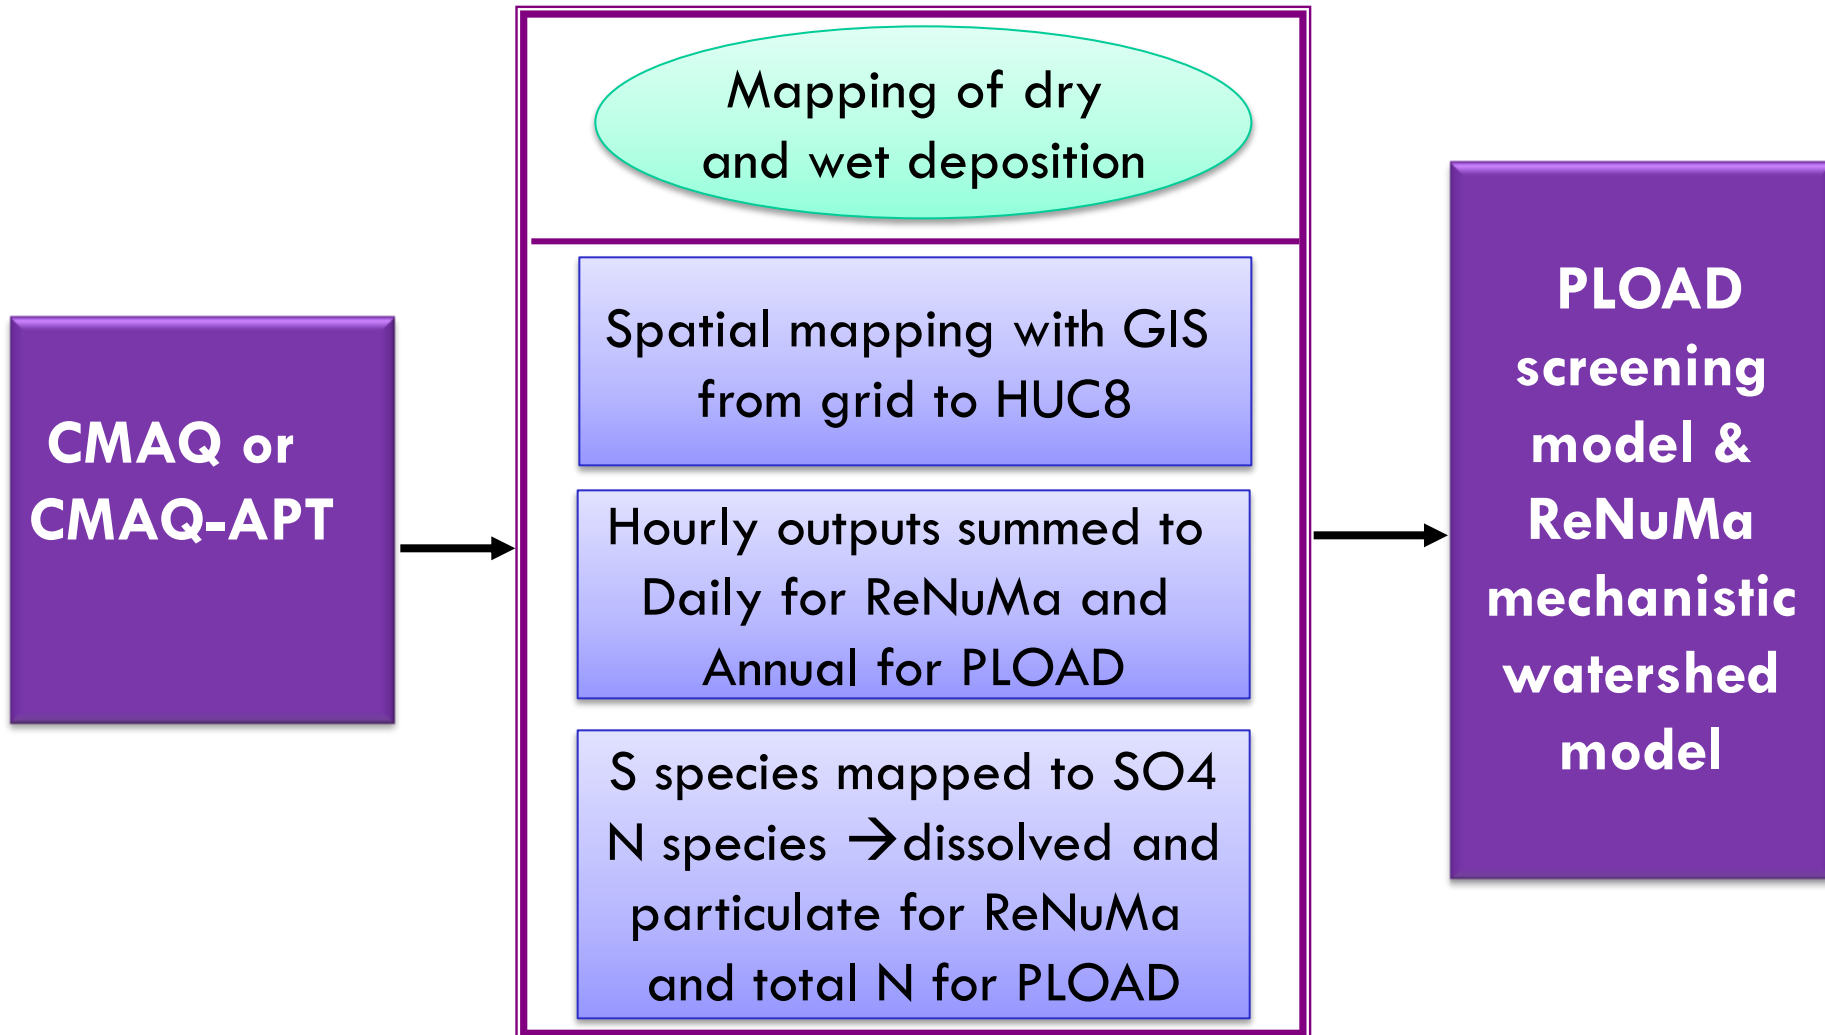 CMAQ or
CMAQ-APT
Mapping of dry
and wet deposition
Spatial mapping with GIS
from grid to HUC8
Hourly outputs summed to
Daily for ReNuMa and
Annual for PLOAD
S species mapped to SO4
N species →dissolved and
particulate for ReNuMa
and total N for PLOAD
PLOAD
screening
model &
ReNuMa
mechanistic
watershed
model